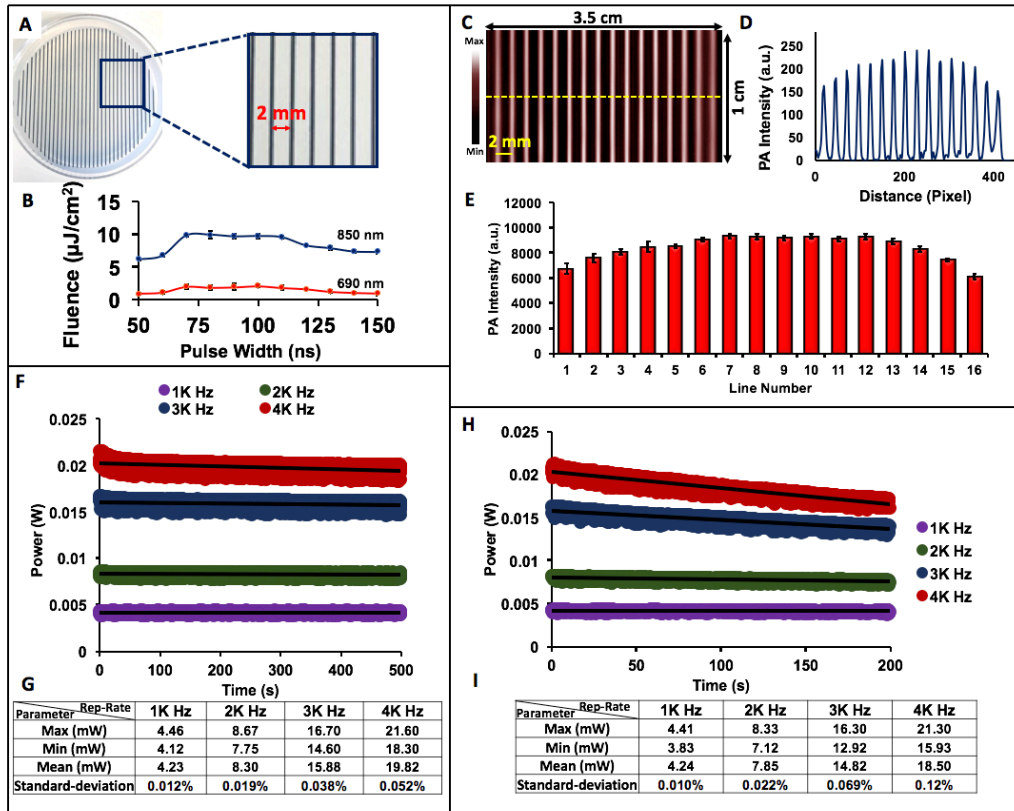 A
2 mm
B
Fluence (μJ/cm²)
15
10
5
0
850 nm
690 nm
50 75 100 125 150
Pulse Width (ns)
C
3.5 cm
Max
Min
2 mm
1 cm
D
PA Intensity (a.u.)
250
200
150
100
50
0
0 200 400
Distance (Pixel)
E
PA Intensity (a.u.)
12000
10000
8000
6000
4000
2000
0
1 2 3 4 5 6 7 8 9 10 11 12 13 14 15 16
Line Number
F
1K Hz 2K Hz
3K Hz 4K Hz
Power (W)
0.025
0.02
0.015
0.01
0.005
0
0 100 200 300 400 500
Time (s)
G
Parameter Rep-Rate 1K Hz 2K Hz 3K Hz 4K Hz
Max (mW) 4.46 8.67 16.70 21.60
Min (mW) 4.12 7.75 14.60 18.30
Mean (mW) 4.23 8.30 15.88 19.82
Standard-deviation 0.012% 0.019% 0.038% 0.052%
H
Power (W)
0.025
0.02
0.015
0.01
0.005
0
0 50 100 150 200
Time (s)
1K Hz
2K Hz
3K Hz
4K Hz
I
Parameter Rep-Rate 1K Hz 2K Hz 3K Hz 4K Hz
Max (mW) 4.41 8.33 16.30 21.30
Min (mW) 3.83 7.12 12.92 15.93
Mean (mW) 4.24 7.85 14.82 18.50
Standard-deviation 0.010% 0.022% 0.069% 0.12%